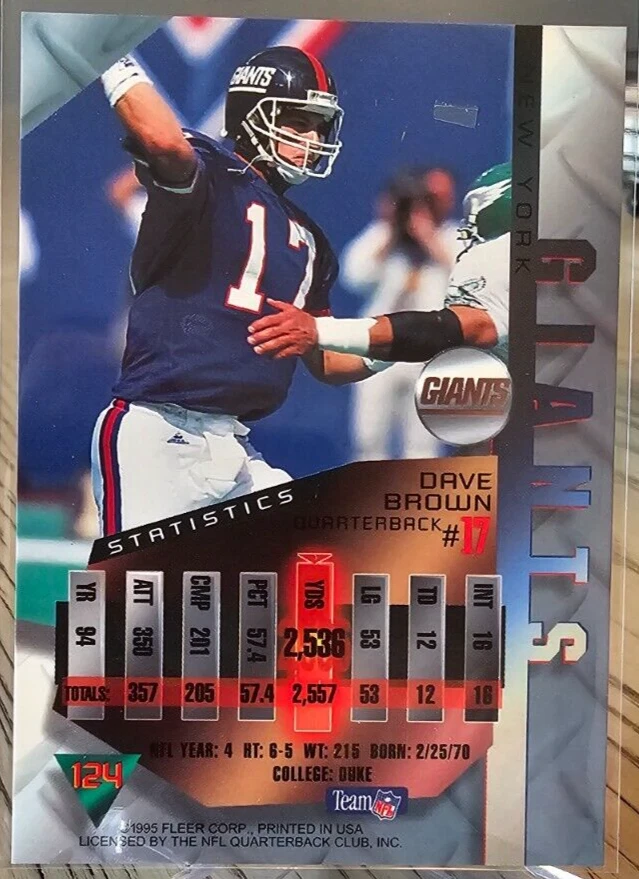 GIANTS
17
NEW YORK
GIANTS
GIANTS
DAVE
BROWN
QUARTERBACK
#17
STATISTICS
YR ATT CMP PCT YDS LG TD INT
94 350 201 57.4 2,536 53 12 16
TOTALS: 357 205 57.4 2,557 53 12 16
NFL YEAR: 4 HT: 6-5 WT: 215 BORN: 2/25/70
COLLEGE: DUKE
124
Team NFL
©1995 FLEER CORP., PRINTED IN USA
LICENSED BY THE NFL QUARTERBACK CLUB, INC.